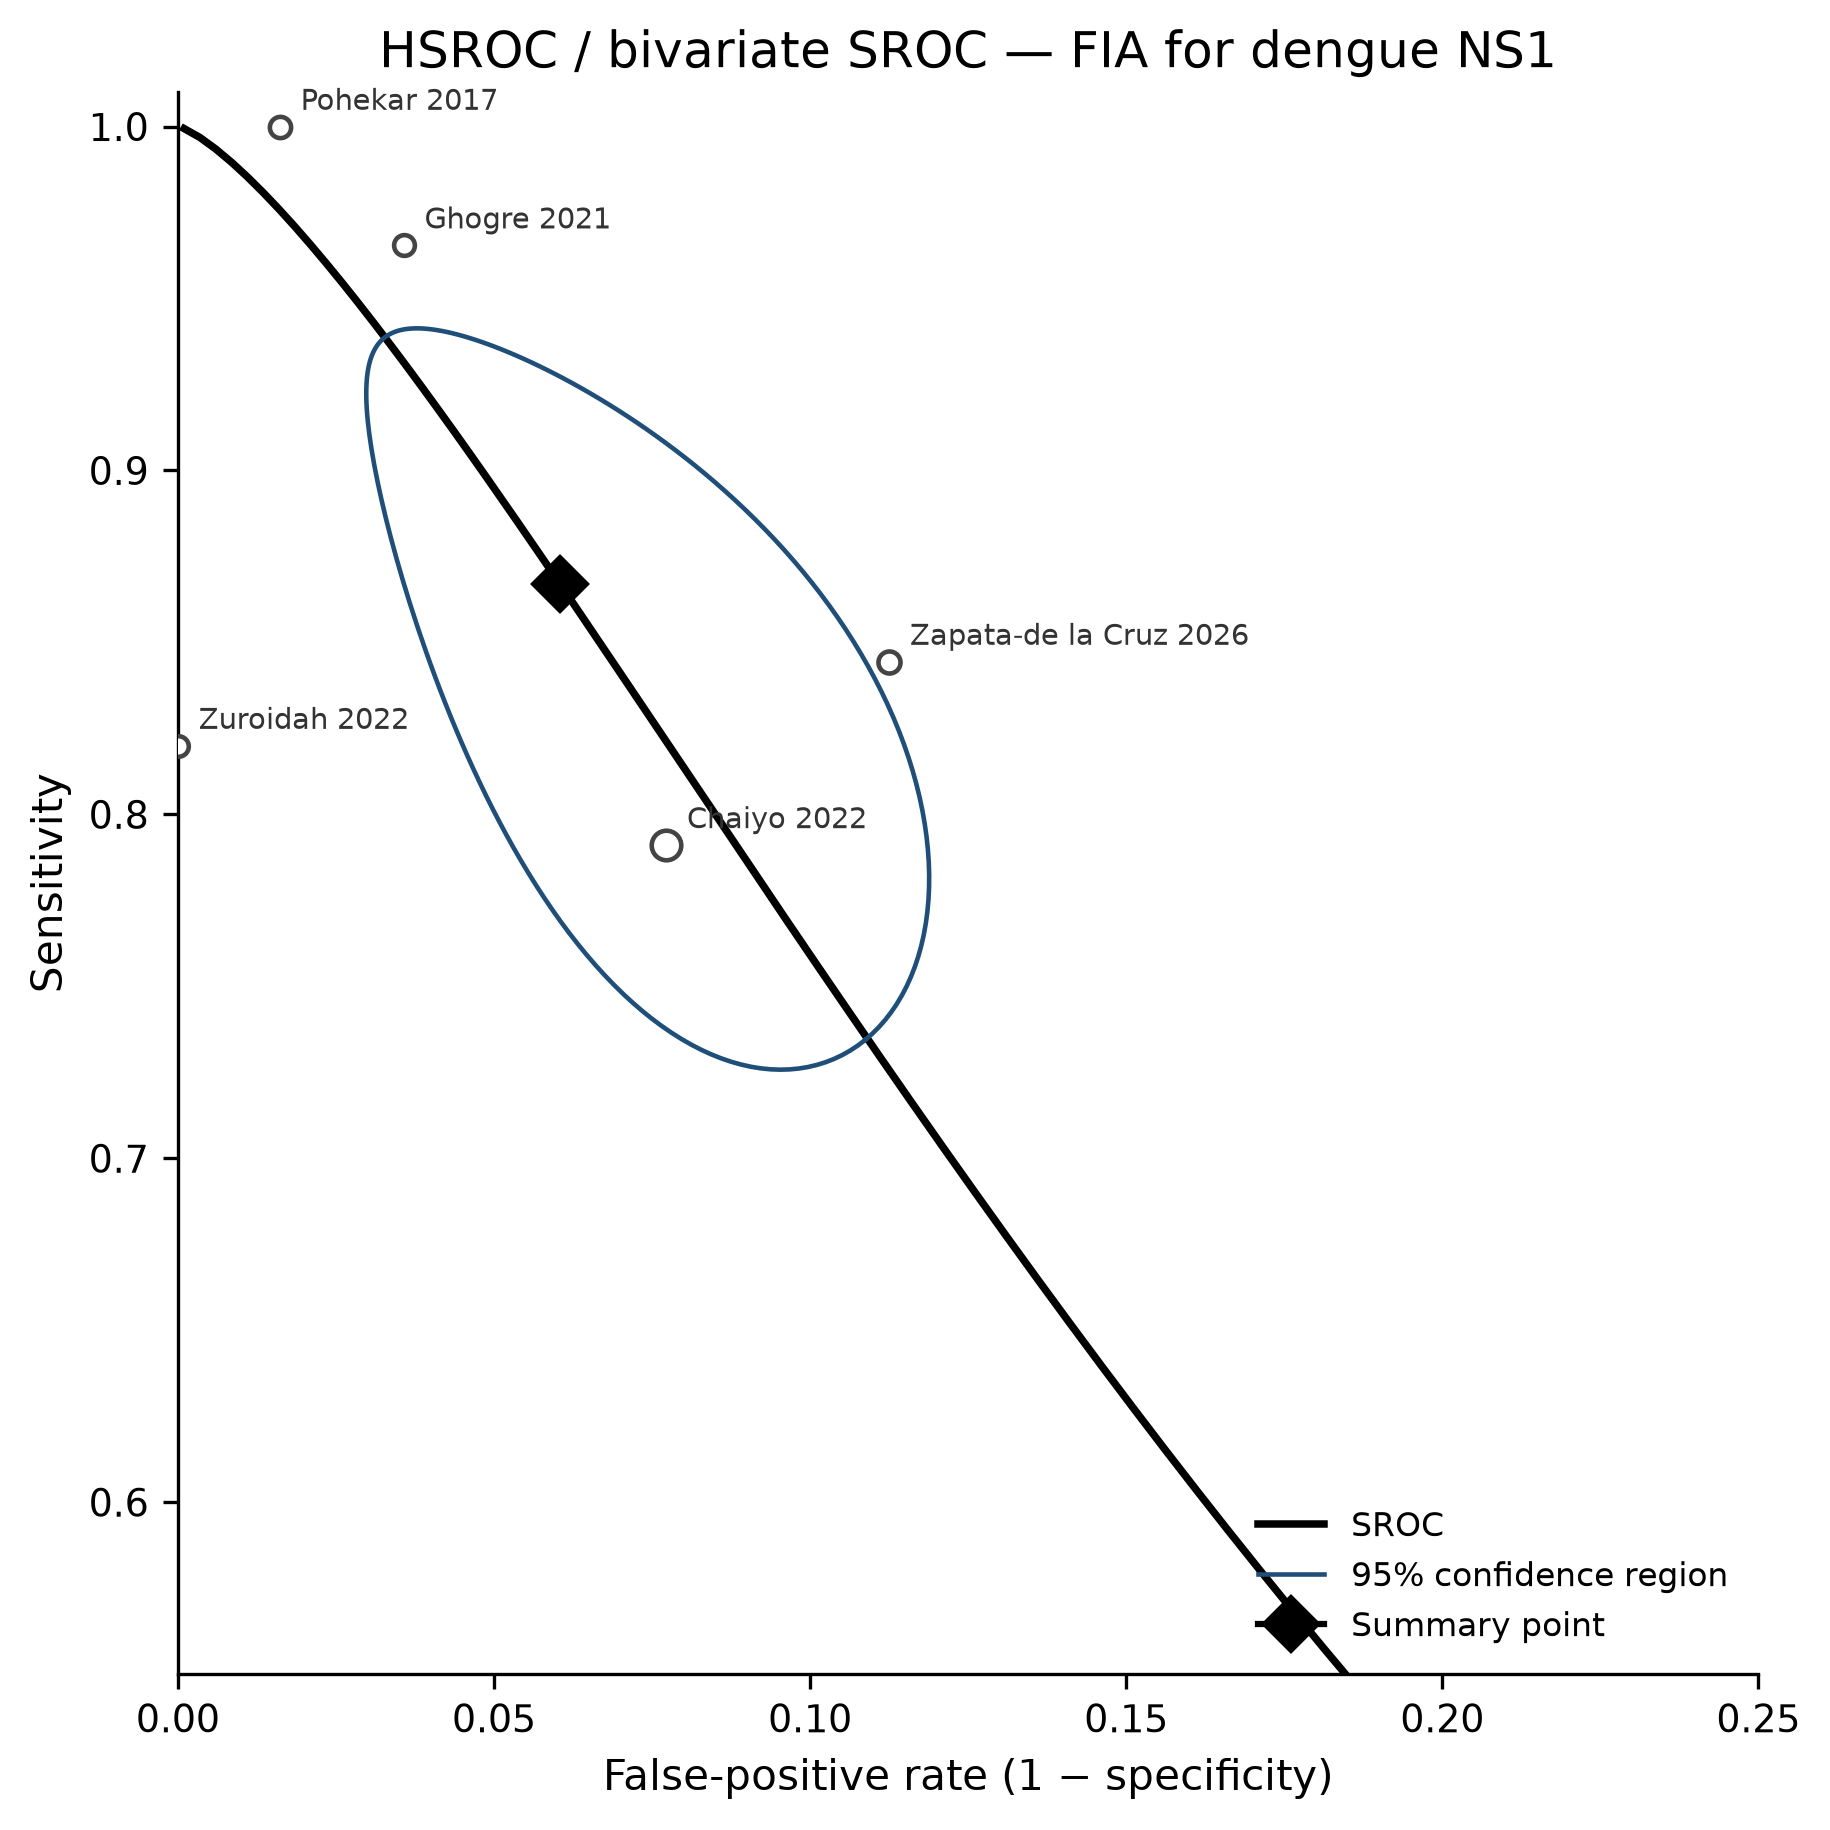 HSROC / bivariate SROC — FIA for dengue NS1
Pohekar 2017
1.0
Ghogre 2021
0.9
Zapata-de la Cruz 2026
Zuroidah 2022
0.8
Chaiyo 2022
Sensitivity
0.7
0.6
SROC
95% confidence region
Summary point
0.00 0.05 0.10 0.15 0.20 0.25
False-positive rate (1 − specificity)